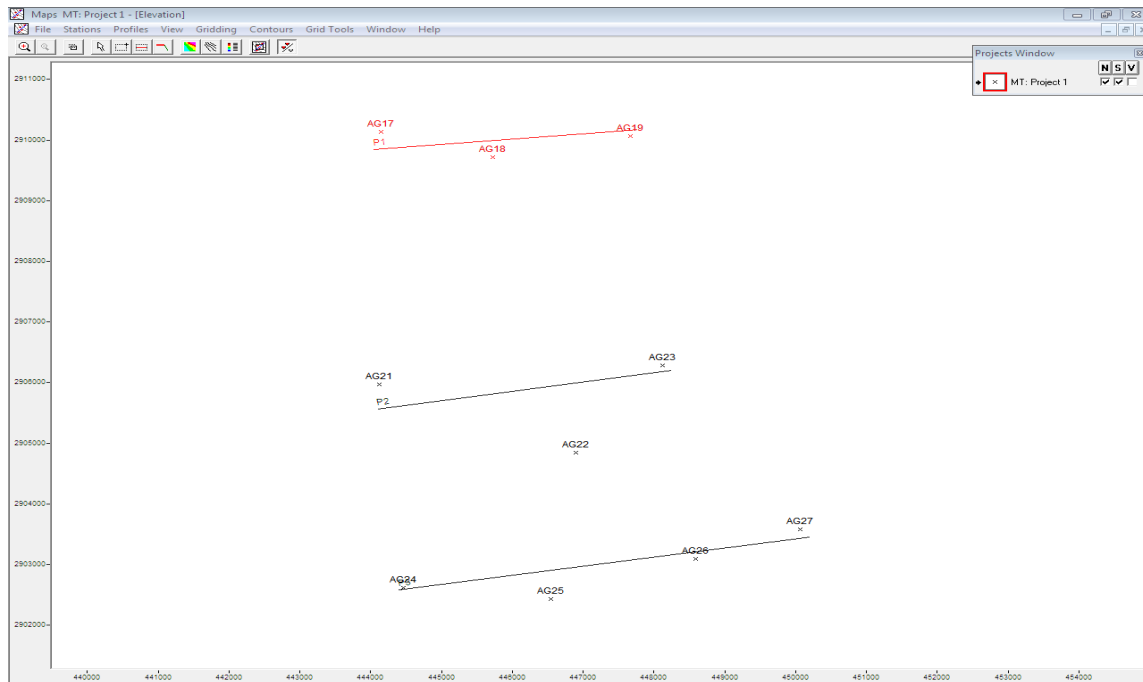 Maps MT: Project 1 - [Elevation]
File Stations Profiles View Gridding Contours Grid Tools Window Help
Projects Window
N S V
MT: Project 1
2911000
AG17
AG19
2910000
P1
AG18
2909000
2908000
2907000
AG23
AG21
2906000
P2
2905000
AG22
2904000
AG27
2903000
AG26
AG24
AG25
2902000
440000 441000 442000 443000 444000 445000 446000 447000 448000 449000 450000 451000 452000 453000 454000